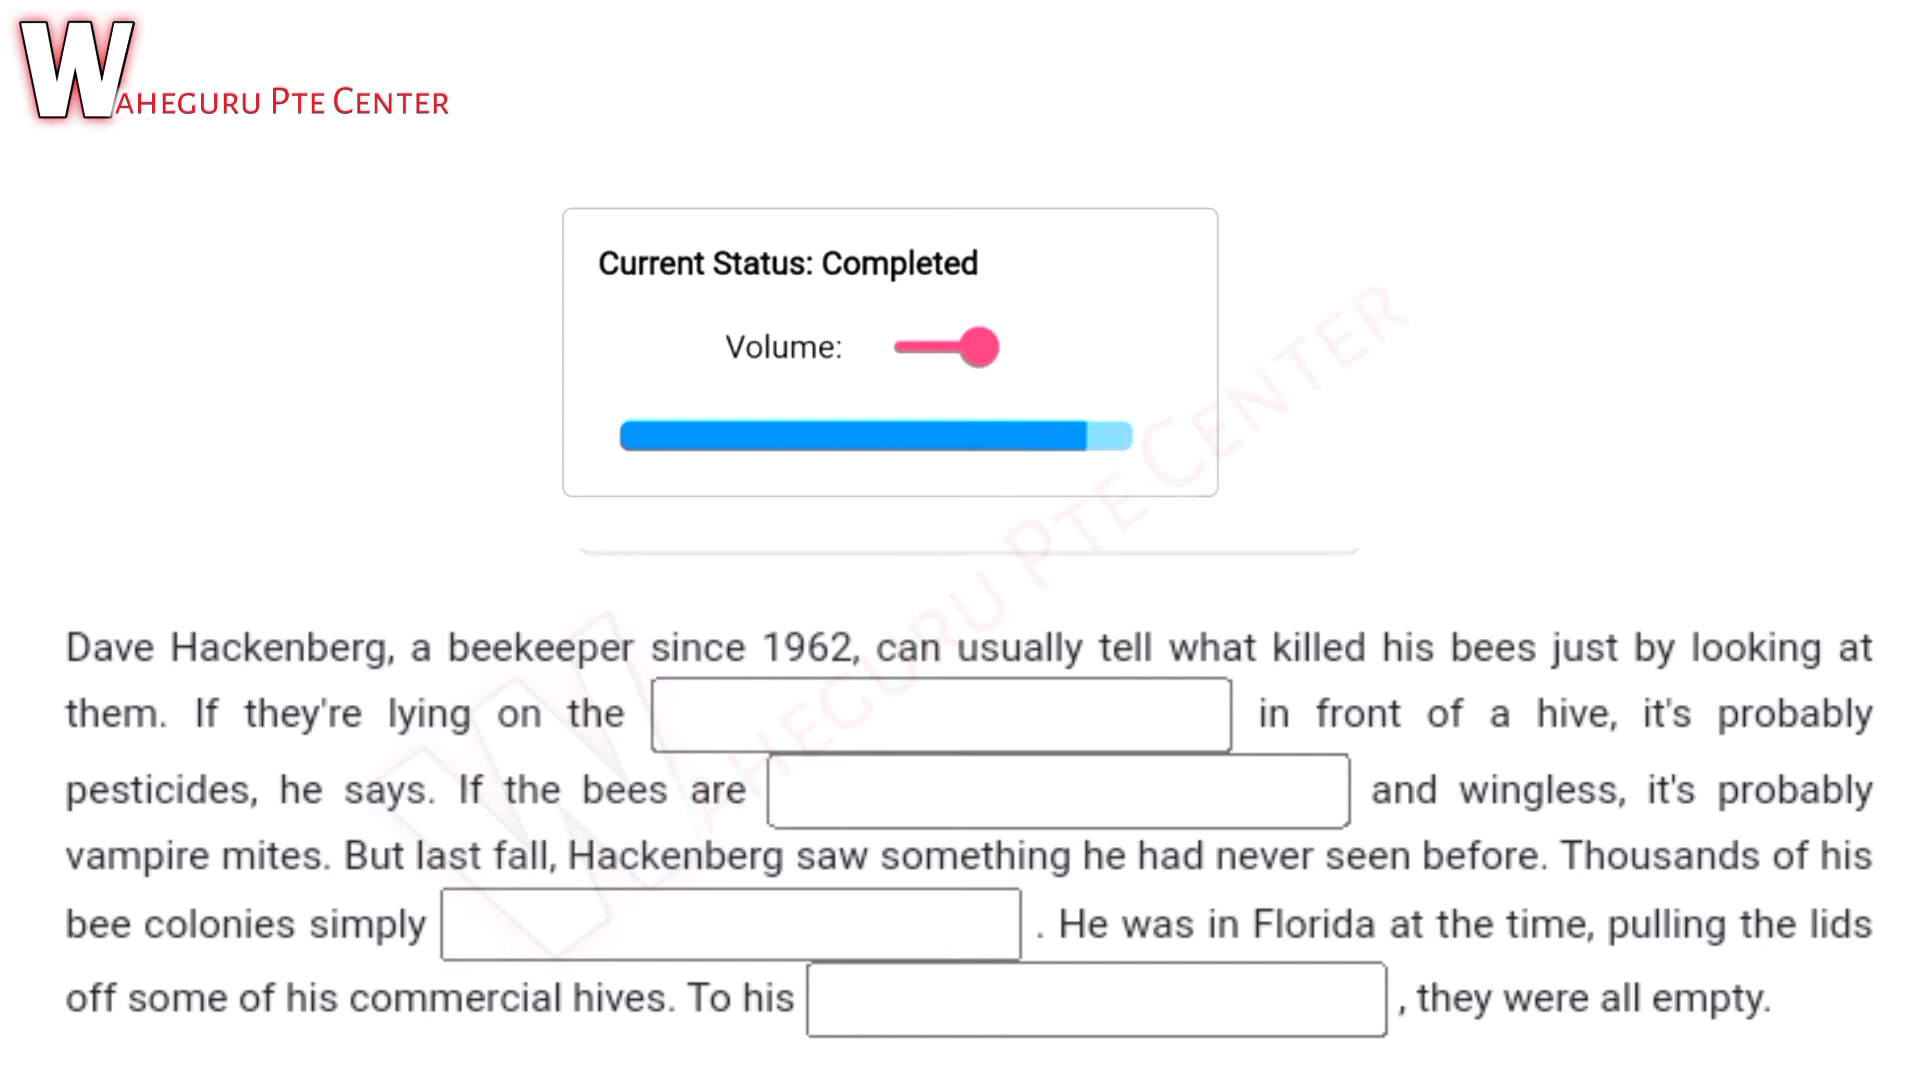 WAHEGURU PTE CENTER
Current Status: Completed
Volume:
WAHEGURU PTE CENTER
Dave Hackenberg, a beekeeper since 1962, can usually tell what killed his bees just by looking at
them. If they're lying on the in front of a hive, it's probably
pesticides, he says. If the bees are and wingless, it's probably
vampire mites. But last fall, Hackenberg saw something he had never seen before. Thousands of his
bee colonies simply . He was in Florida at the time, pulling the lids
off some of his commercial hives. To his , they were all empty.